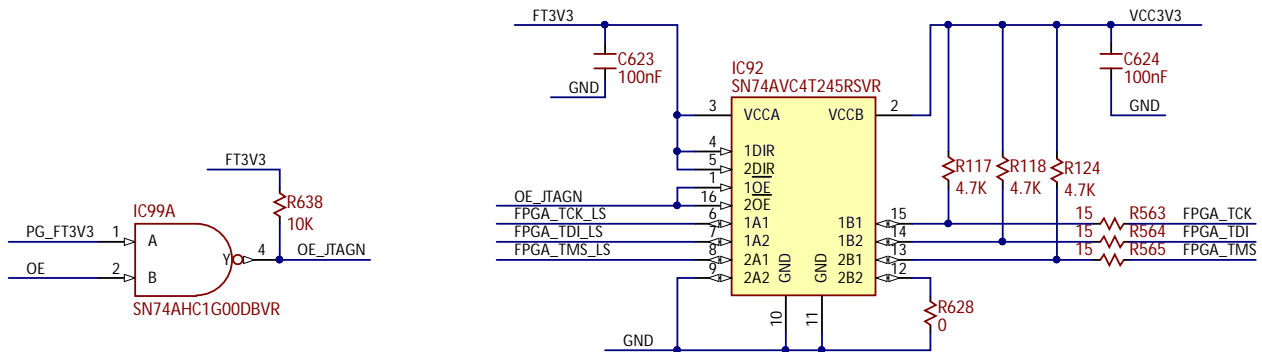 FT3V3
VCC3V3
C623
100nF
GND
C624
100nF
GND
IC92
SN74AVC4T245RSVR
3 VCCA VCCB 2
4 1DIR
5 2DIR
1 1OE
16 2OE
6 1A1 1B1 15
7 1A2 1B2 14
8 2A1 2B1 13
9 2A2 2B2 12
GND
GND
10
11
R117
4.7K
R118
4.7K
R124
4.7K
OE_JTAGN
FPGA_TCK_LS
FPGA_TDI_LS
FPGA_TMS_LS
15 R563 FPGA_TCK
15 R564 FPGA_TDI
15 R565 FPGA_TMS
R628
0
GND
FT3V3
R638
10K
IC99A
PG_FT3V3 1 A
Y 4 OE_JTAGN
OE 2 B
SN74AHC1G00DBVR